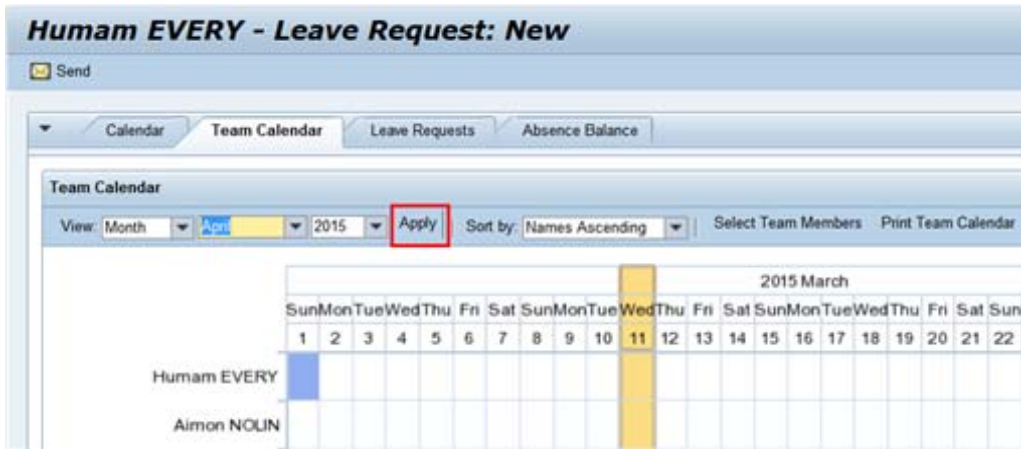 Humam EVERY - Leave Request: New
Send
Calendar Team Calendar Leave Requests Absence Balance
Team Calendar
View: Month April 2015 Apply Sort by: Names Ascending Select Team Members Print Team Calendar
2015 March
Sun Mon Tue Wed Thu Fri Sat Sun Mon Tue Wed Thu Fri Sat Sun Mon Tue Wed Thu Fri Sat Sun
1 2 3 4 5 6 7 8 9 10 11 12 13 14 15 16 17 18 19 20 21 22
Humam EVERY
Aimon NOLIN